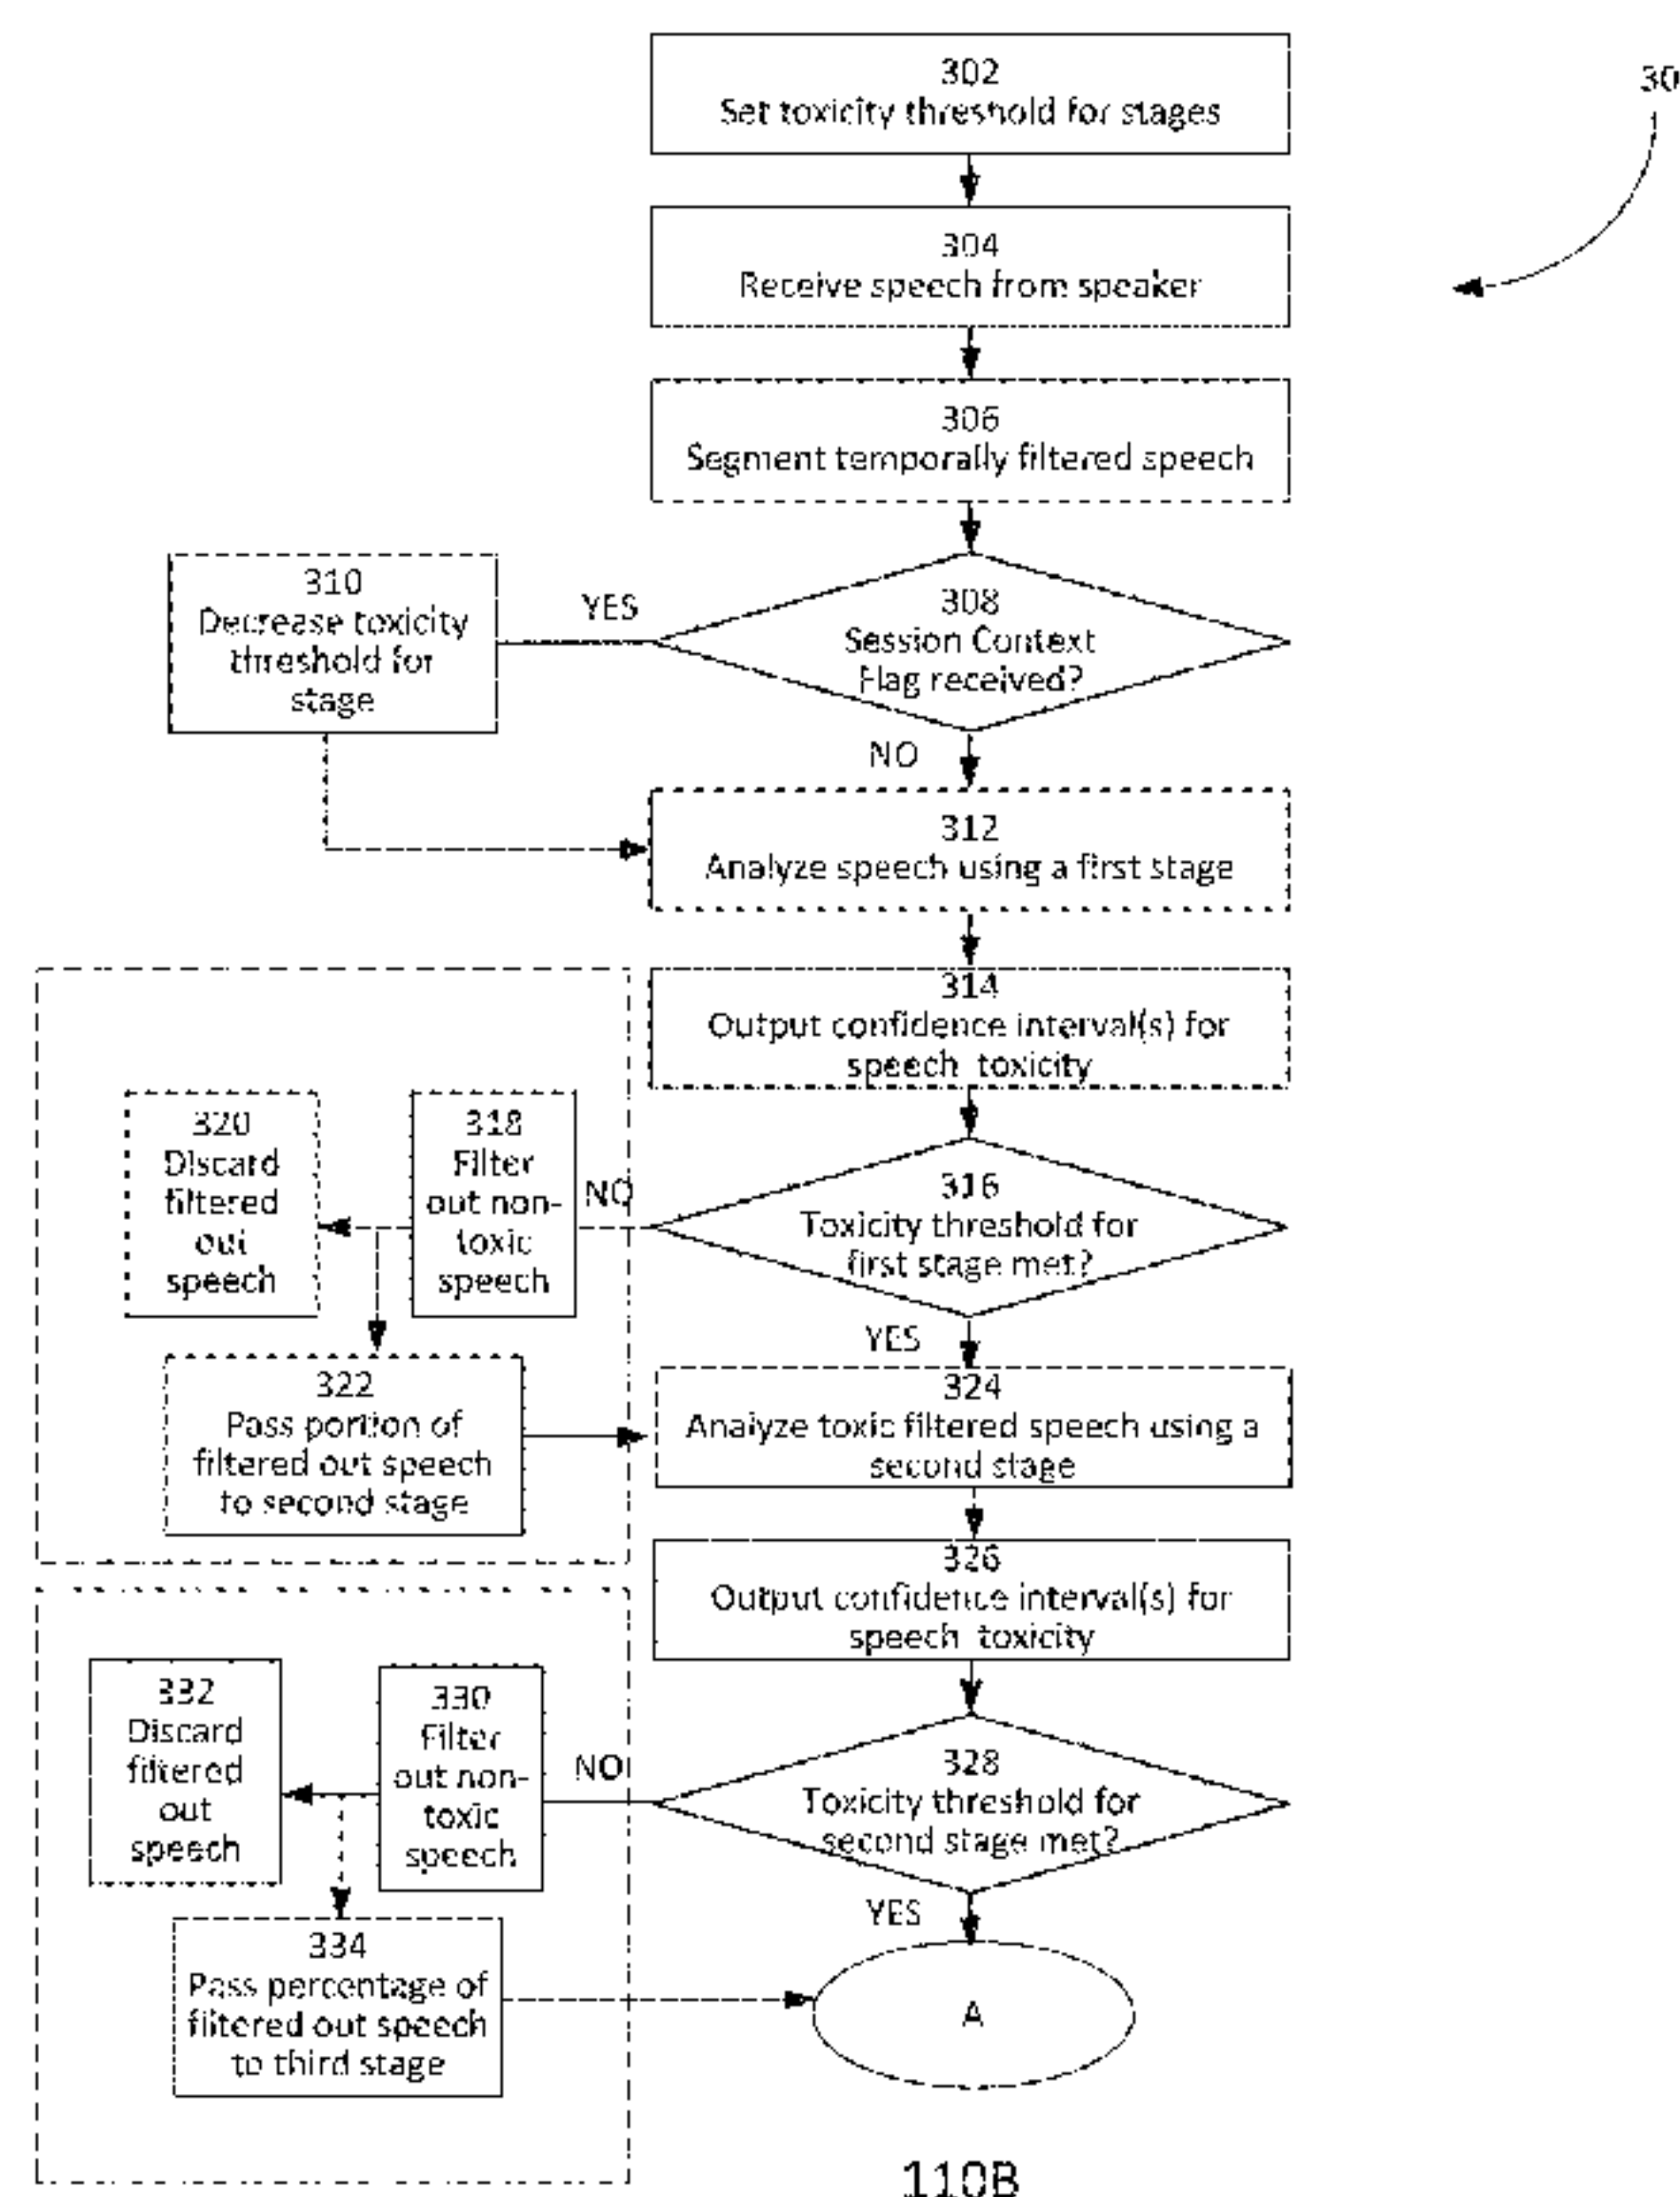 302
Set toxicity threshold for stages
30
304
Receive speech from speaker
306
Segment temporally filtered speech
308
Session Context
Flag received?
YES
310
Decrease toxicity
threshold for
stage
NO
312
Analyze speech using a first stage
314
Output confidence interval(s) for
speech toxicity
316
Toxicity threshold for
first stage met?
NO
318
Filter
out non-
toxic
speech
320
Discard
filtered
out
speech
322
Pass portion of
filtered out speech
to second stage
YES
324
Analyze toxic filtered speech using a
second stage
326
Output confidence interval(s) for
speech toxicity
328
Toxicity threshold for
second stage met?
NO
330
Filter
out non-
toxic
speech
332
Discard
filtered
out
speech
334
Pass percentage of
filtered out speech
to third stage
YES
A
110B